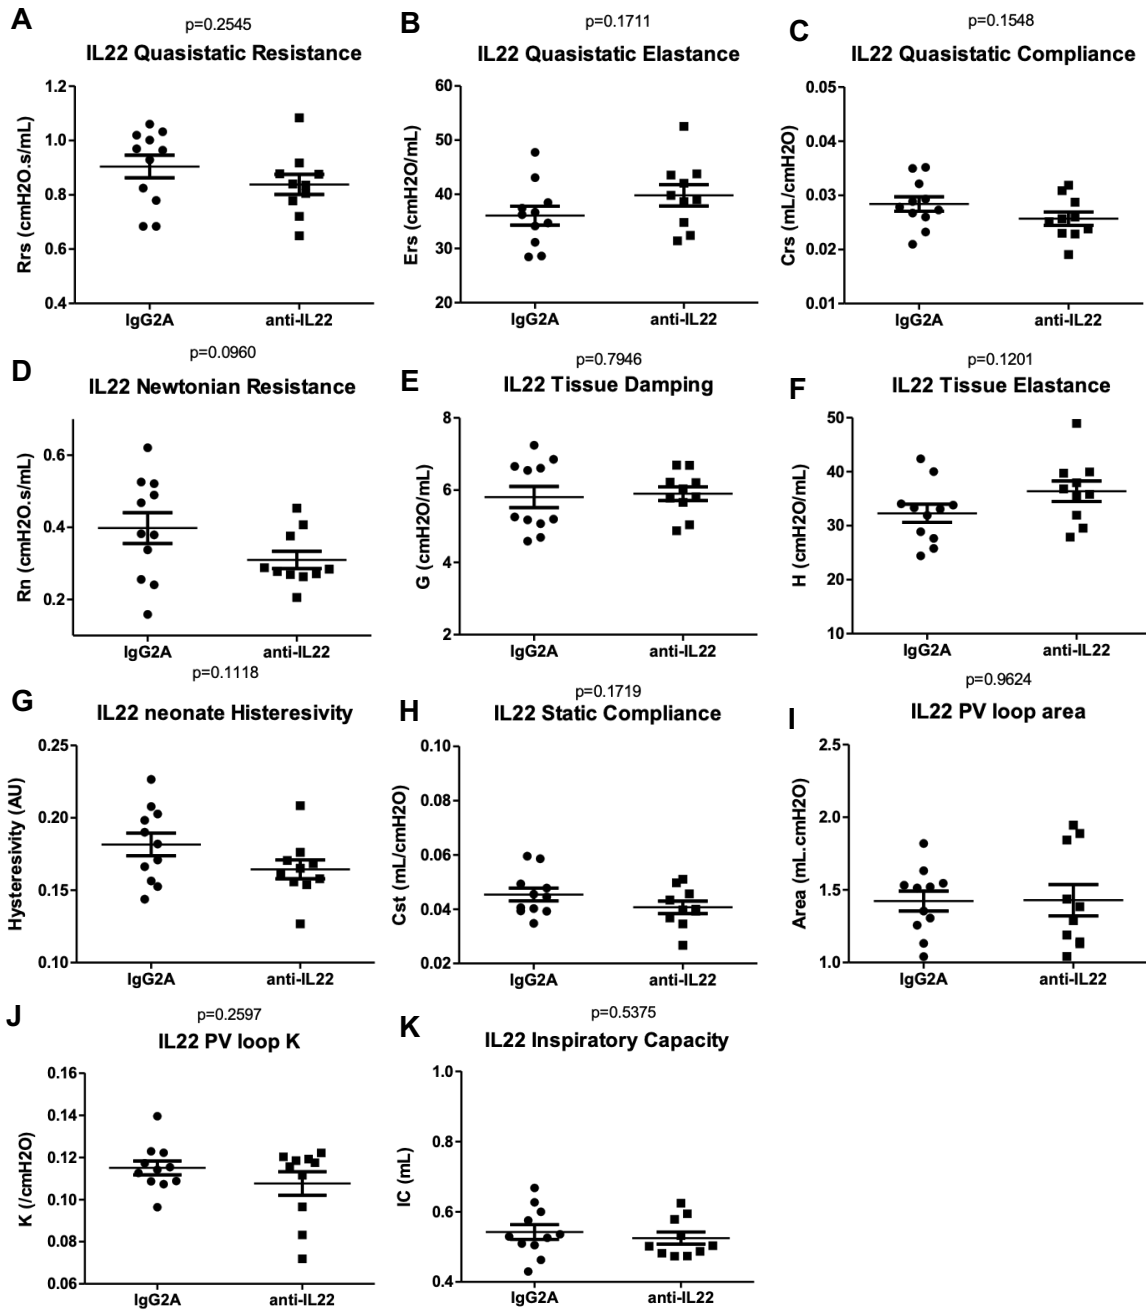 A
p=0.2545
IL22 Quasistatic Resistance
Rrs (cmH2O.s/mL)
1.2
1.0
0.8
0.6
0.4
IgG2A anti-IL22
B
p=0.1711
IL22 Quasistatic Elastance
Ers (cmH2O/mL)
60
50
40
30
20
IgG2A anti-IL22
C
p=0.1548
IL22 Quasistatic Compliance
Crs (mL/cmH2O)
0.05
0.04
0.03
0.02
0.01
IgG2A anti-IL22
D
p=0.0960
IL22 Newtonian Resistance
Rn (cmH2O.s/mL)
0.6
0.4
0.2
IgG2A anti-IL22
E
p=0.7946
IL22 Tissue Damping
G (cmH2O/mL)
8
6
4
2
IgG2A anti-IL22
F
p=0.1201
IL22 Tissue Elastance
H (cmH2O/mL)
50
40
30
20
10
IgG2A anti-IL22
G
p=0.1118
IL22 neonate Histeresivity
Hysteresivity (AU)
0.25
0.20
0.15
0.10
IgG2A anti-IL22
H
p=0.1719
IL22 Static Compliance
Cst (mL/cmH2O)
0.10
0.08
0.06
0.04
0.02
IgG2A anti-IL22
I
p=0.9624
IL22 PV loop area
Area (mL.cmH2O)
2.5
2.0
1.5
1.0
IgG2A anti-IL22
J
p=0.2597
IL22 PV loop K
K (/cmH2O)
0.16
0.14
0.12
0.10
0.08
0.06
IgG2A anti-IL22
K
p=0.5375
IL22 Inspiratory Capacity
IC (mL)
1.0
0.8
0.6
0.4
IgG2A anti-IL22